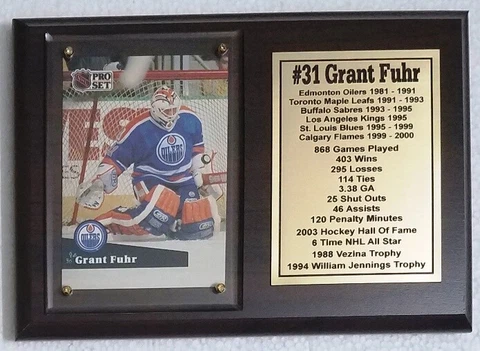 NHL
PRO
SET
OILERS
OILERS
Grant Fuhr
#31 Grant Fuhr
Edmonton Oilers 1981 - 1991
Toronto Maple Leafs 1991 - 1993
Buffalo Sabres 1993 - 1995
Los Angeles Kings 1995
St. Louis Blues 1995 - 1999
Calgary Flames 1999 - 2000
868 Games Played
403 Wins
295 Losses
114 Ties
3.38 GA
25 Shut Outs
46 Assists
120 Penalty Minutes
2003 Hockey Hall Of Fame
6 Time NHL All Star
1988 Vezina Trophy
1994 William Jennings Trophy